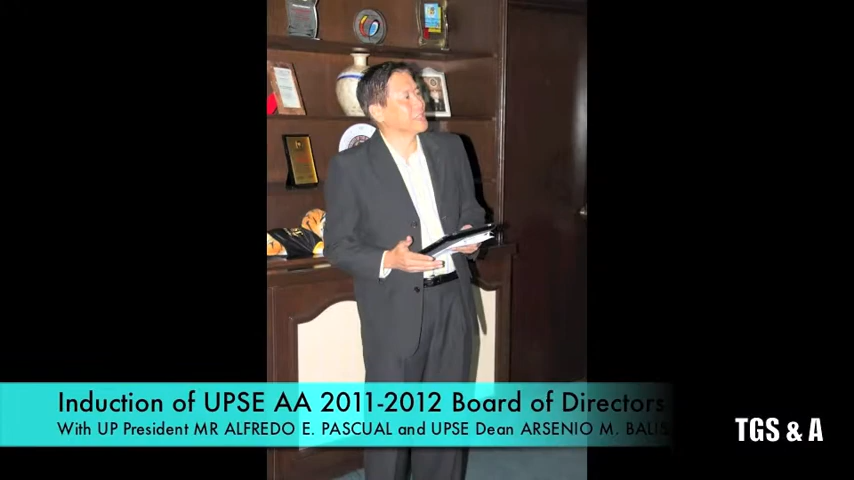 Induction of UPSE AA 2011-2012 Board of Directors
With UP President MR ALFREDO E. PASCUAL and UPSE Dean ARSENIO M.
TGS & A